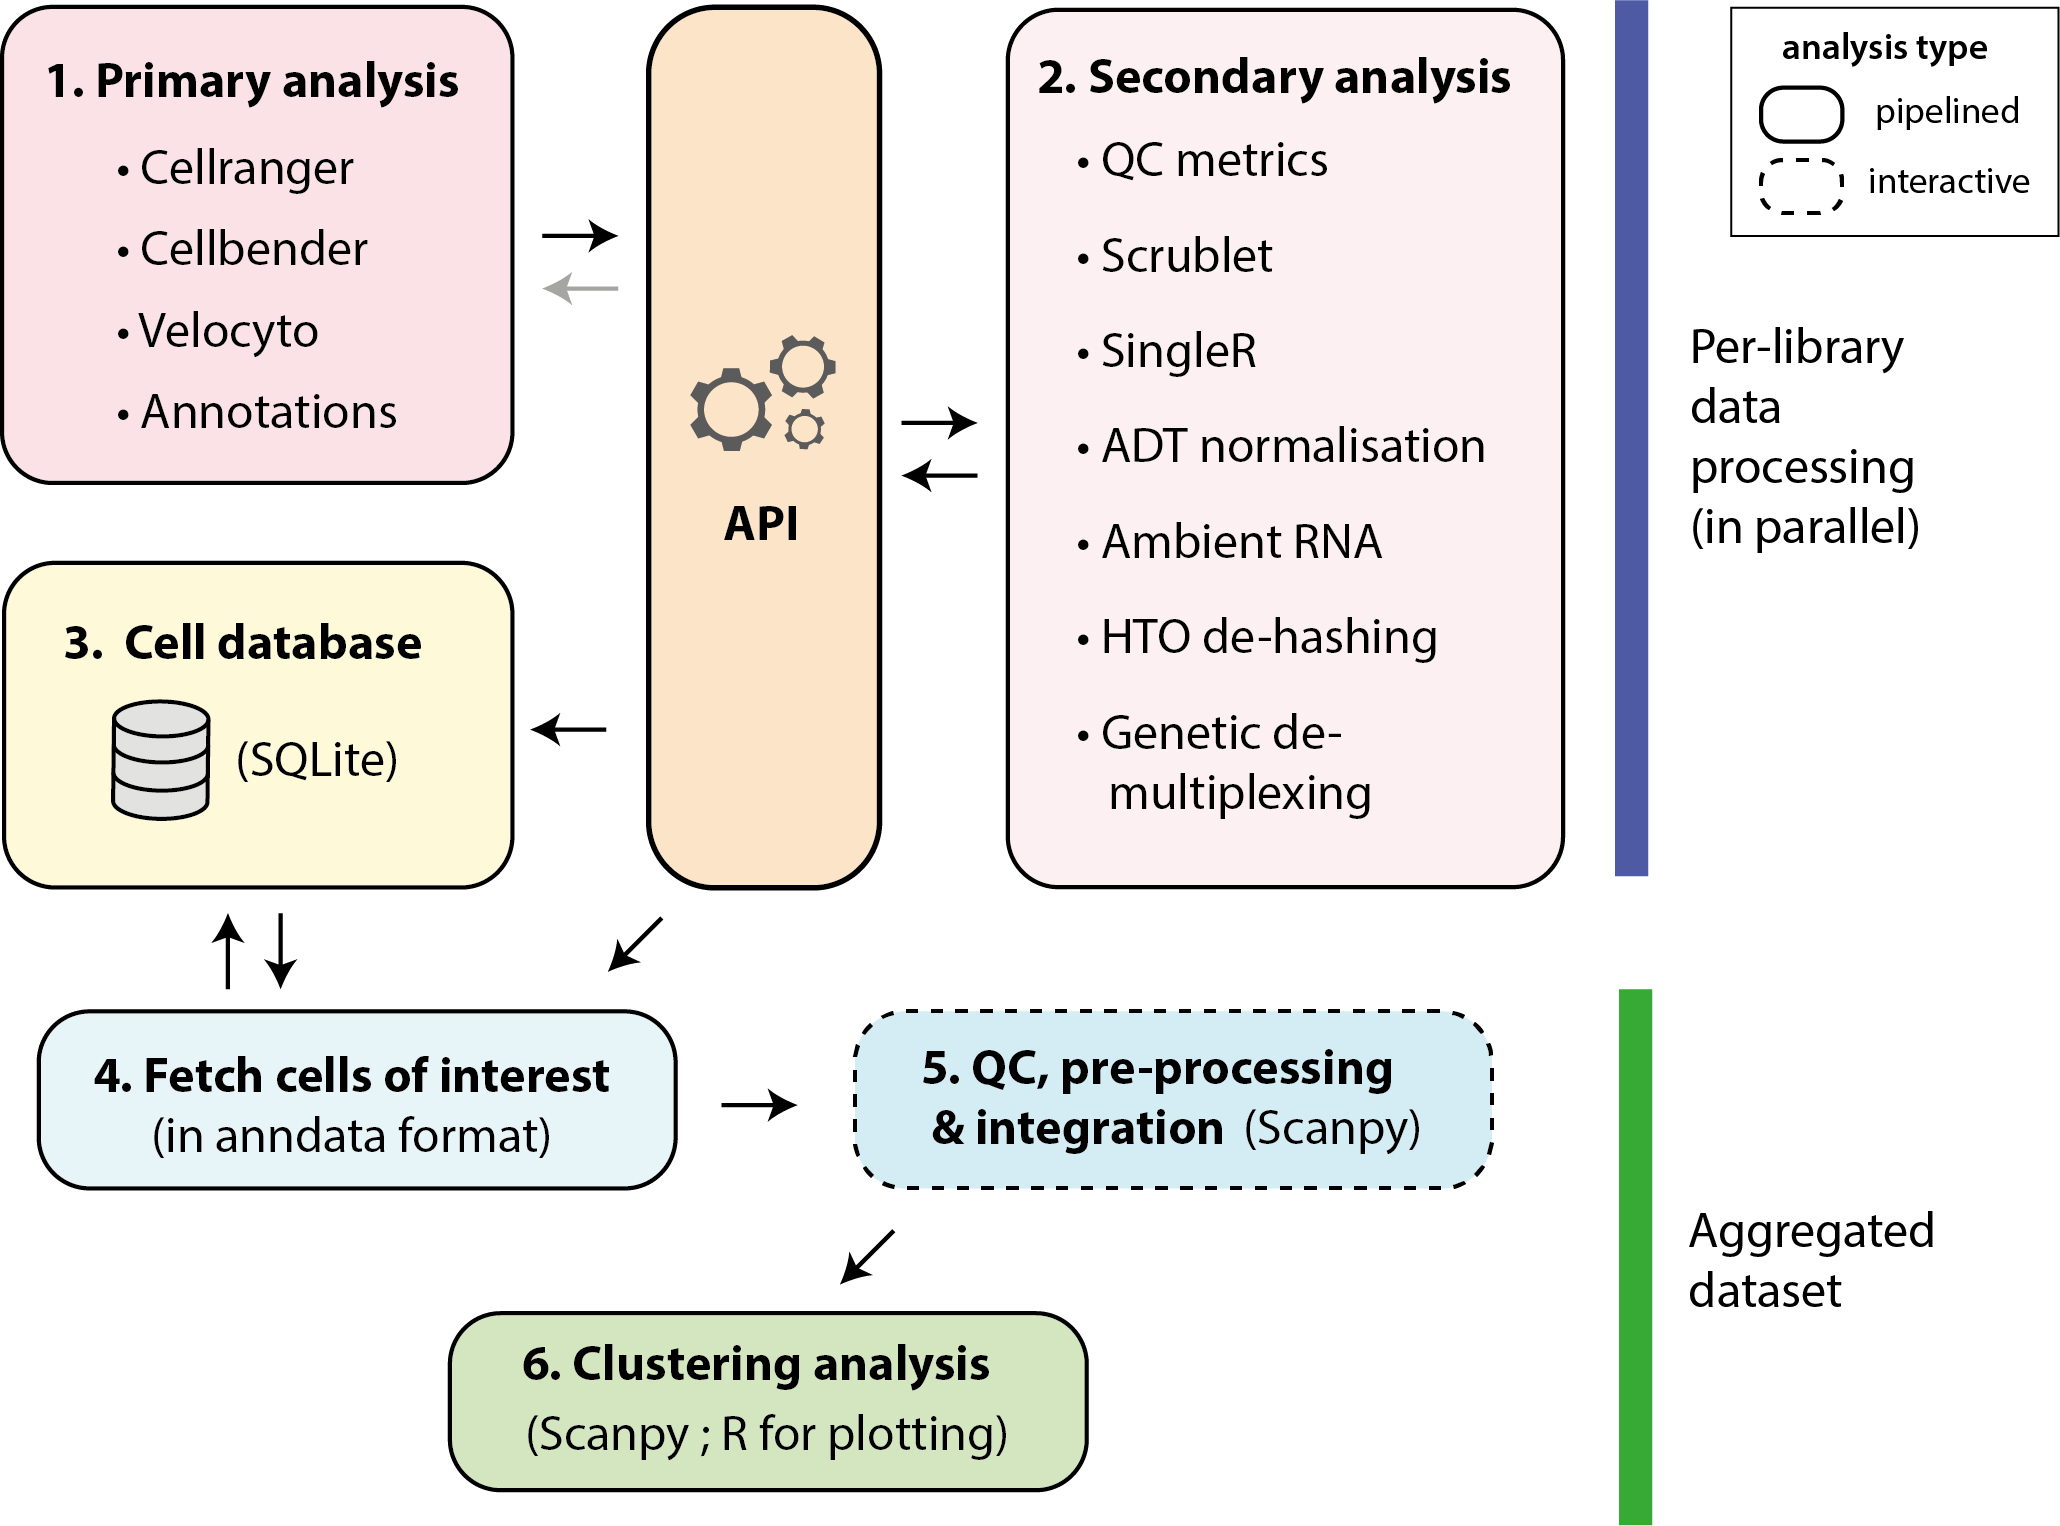 1. Primary analysis
• Cellranger
• Cellbender
• Velocyto
• Annotations
API
2. Secondary analysis
• QC metrics
• Scrublet
• SingleR
• ADT normalisation
• Ambient RNA
• HTO de-hashing
• Genetic de-
multiplexing
analysis type
pipelined
interactive
Per-library
data
processing
(in parallel)
3. Cell database
(SQLite)
4. Fetch cells of interest
(in anndata format)
5. QC, pre-processing
& integration (Scanpy)
6. Clustering analysis
(Scanpy ; R for plotting)
Aggregated
dataset